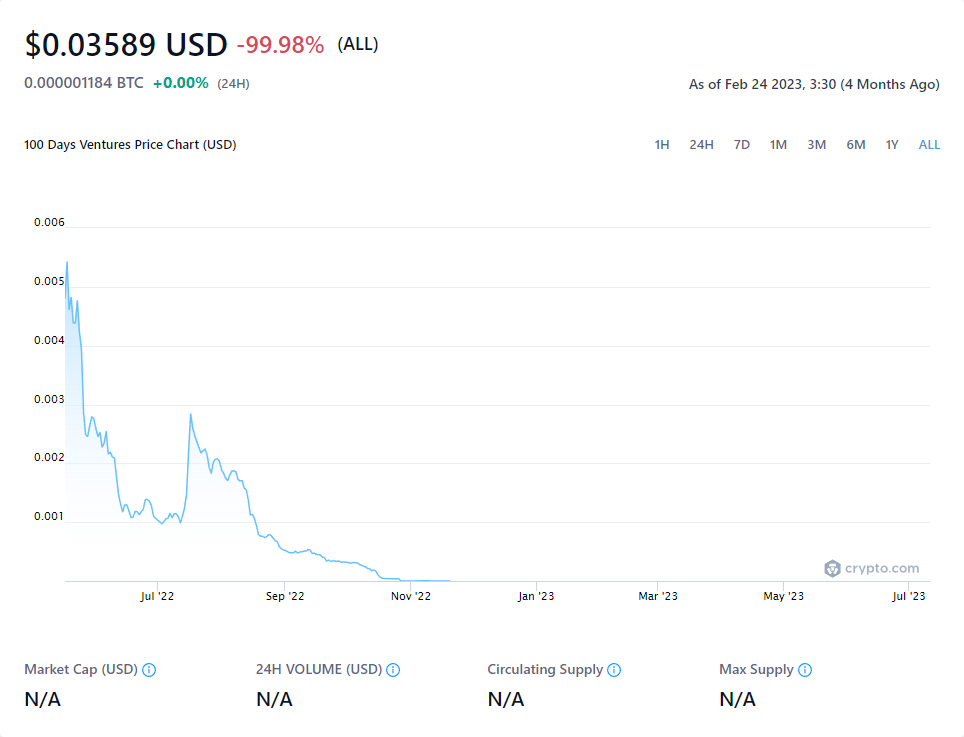 $0.03589 USD -99.98% (ALL)
0.000001184 BTC +0.00% (24H)
As of Feb 24 2023, 3:30 (4 Months Ago)
100 Days Ventures Price Chart (USD)
1H 24H 7D 1M 3M 6M 1Y ALL
0.006
0.005
0.004
0.003
0.002
0.001
crypto.com
Jul '22 Sep '22 Nov '22 Jan '23 Mar '23 May '23 Jul '23
Market Cap (USD) 24H VOLUME (USD) Circulating Supply Max Supply
N/A N/A N/A N/A